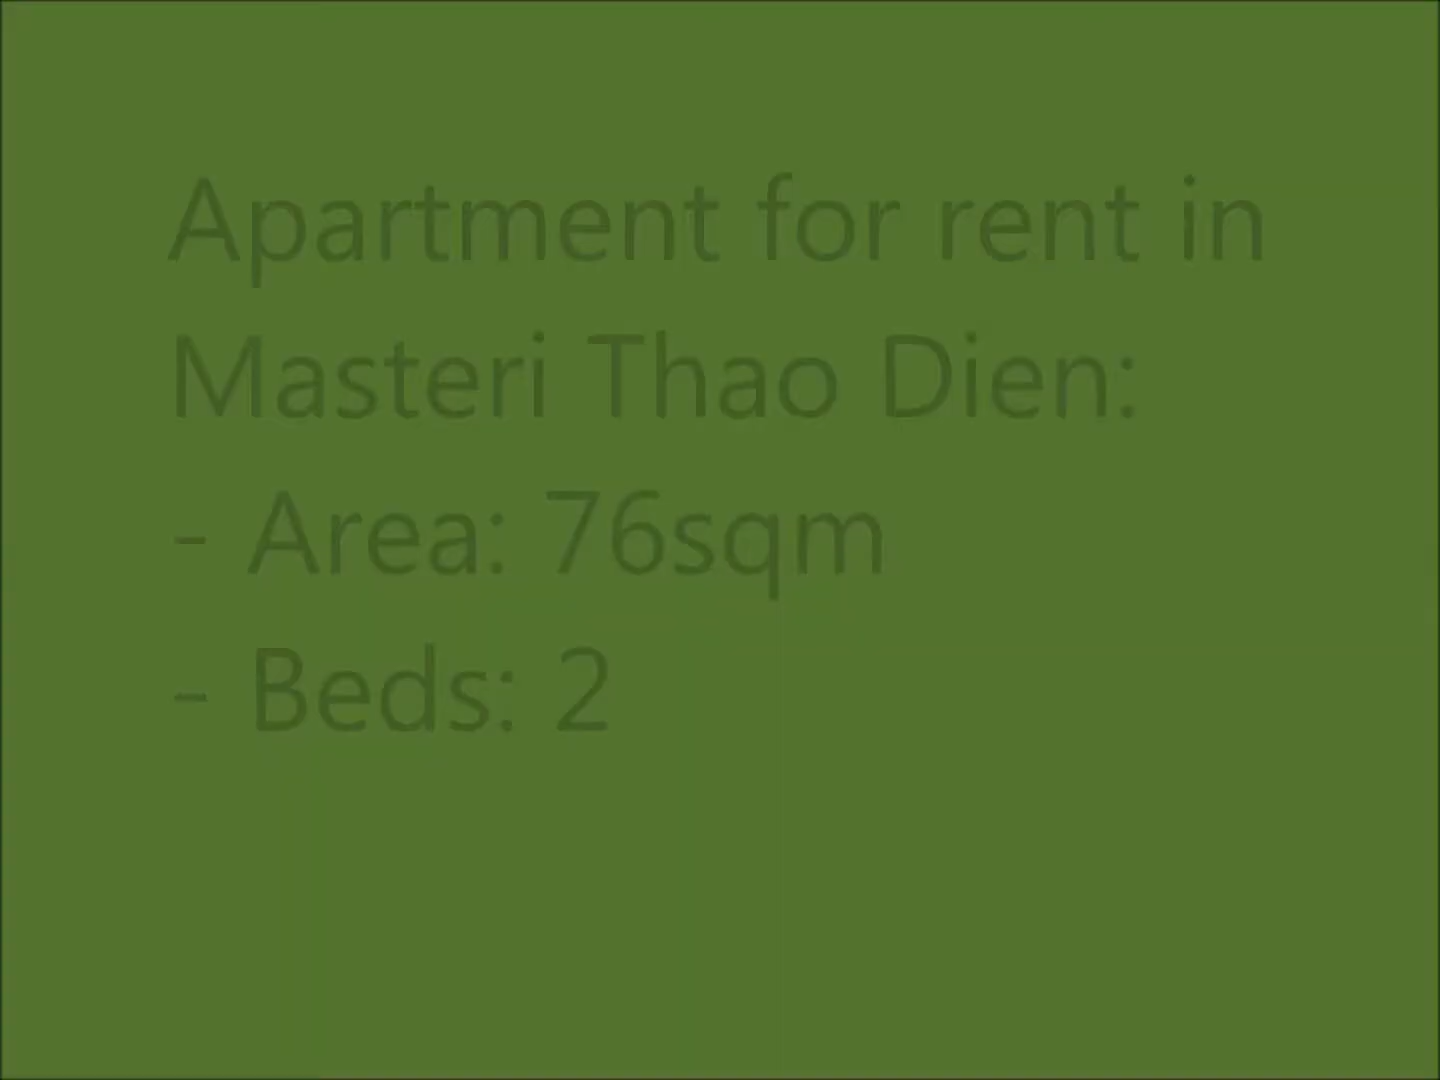 Apartment for rent in
Masteri Thao Dien:
- Area: 76sqm
- Beds: 2